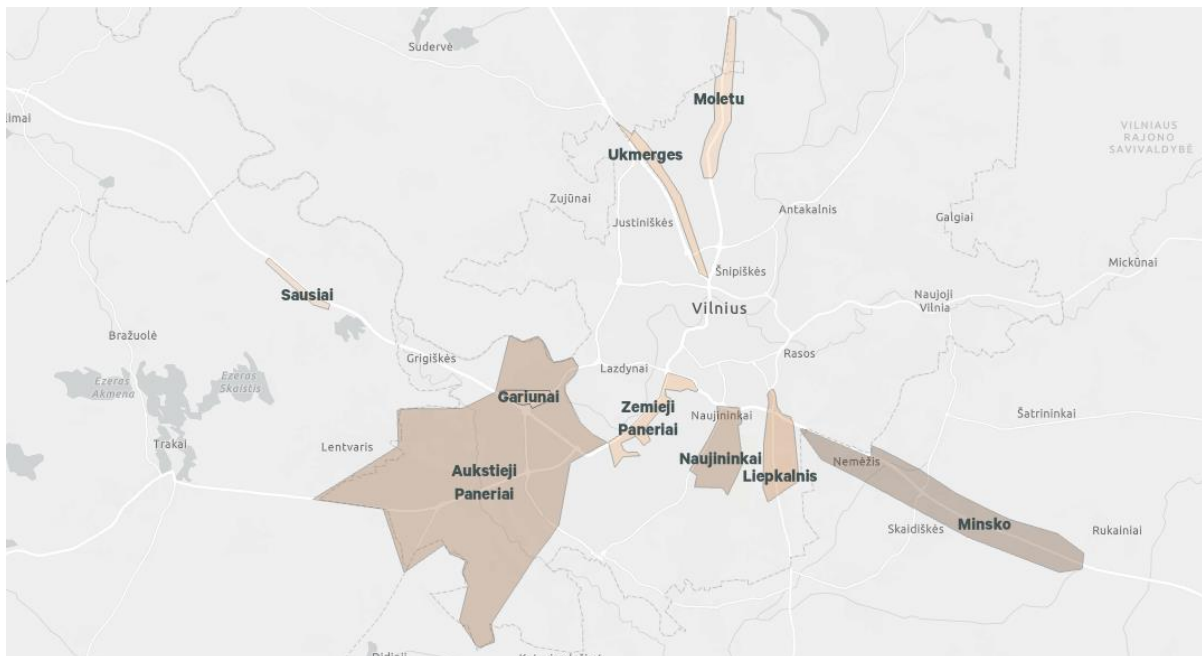 Sudervė
Moletu
limai
Ukmerges
VILNIAUS
RAJONO
SAVIVALDYBĖ
Zujūnai
Justiniškės
Antakalnis
Galgiai
Mickūnai
Šnipiškės
Sausiai
Vilnius
Naujoji
Vilnia
Bražuolė
Grigiškės
Rasos
Lazdynai
Ežeras
Akmena
Ežeras
Skaistis
Gariunai
Zemieji
Paneriai
Naujininkai
Šatrininkai
Trakai
Lentvaris
Aukstieji
Paneriai
Naujininkai
Liepkalnis
Nemėžis
Skaidiškės
Minsko
Rukainiai